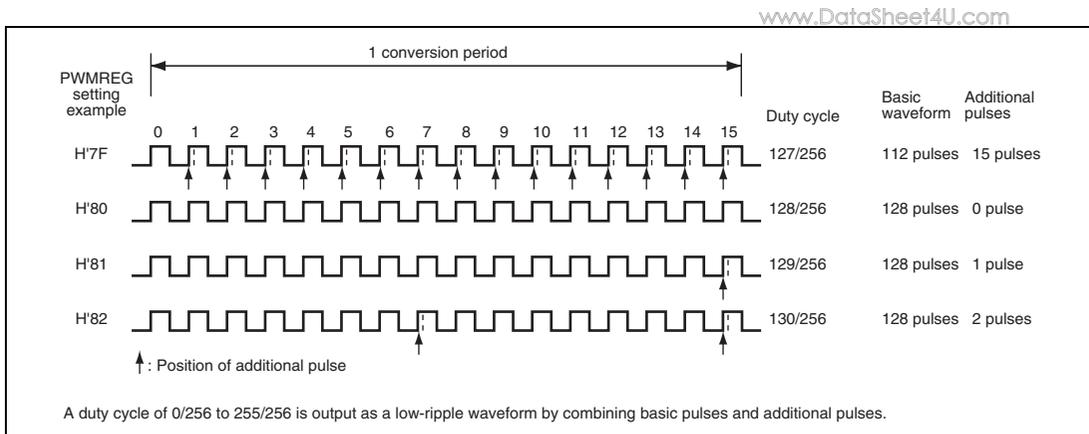 www.DataSheet4U.com
1 conversion period
PWMREG
setting
example
Duty cycle
Basic
waveform
Additional
pulses
0 1 2 3 4 5 6 7 8 9 10 11 12 13 14 15
H'7F 127/256 112 pulses 15 pulses
H'80 128/256 128 pulses 0 pulse
H'81 129/256 128 pulses 1 pulse
H'82 130/256 128 pulses 2 pulses
: Position of additional pulse
A duty cycle of 0/256 to 255/256 is output as a low-ripple waveform by combining basic pulses and additional pulses.